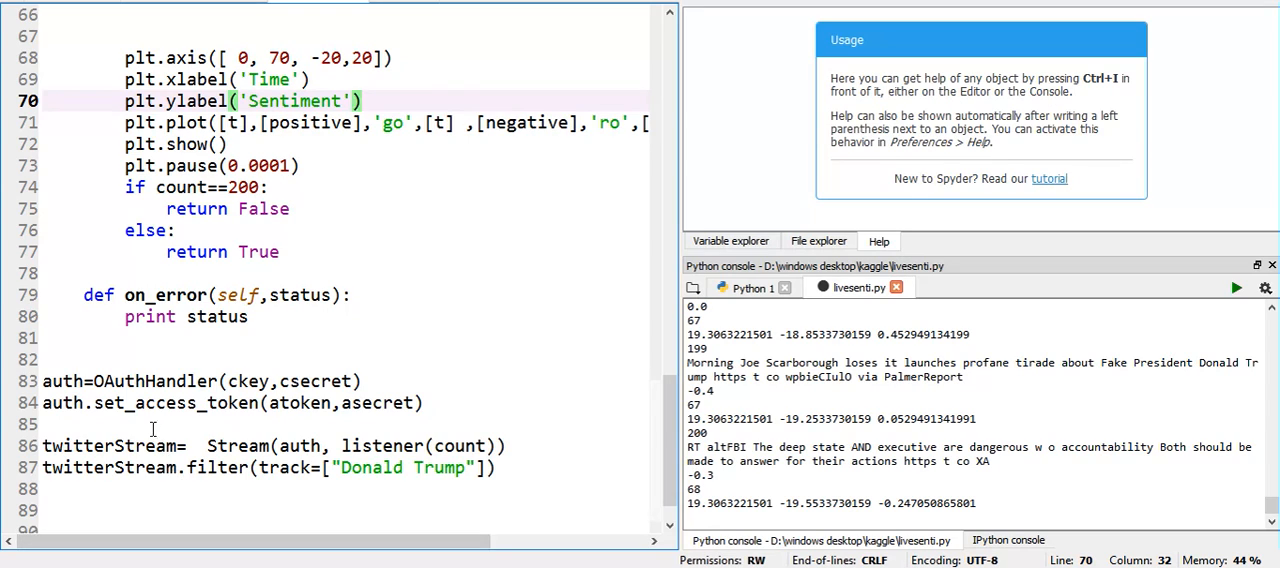 66
67
68 plt.axis([ 0, 70, -20,20])
69 plt.xlabel('Time')
70 plt.ylabel('Sentiment')
71 plt.plot([t],[positive],'go',[t] ,[negative],'ro',[
72 plt.show()
73 plt.pause(0.0001)
74 if count==200:
75 return False
76 else:
77 return True
78
79 def on_error(self,status):
80 print status
81
82
83 auth=OAuthHandler(ckey,csecret)
84 auth.set_access_token(atoken,asecret)
85
86 twitterStream=  Stream(auth, listener(count))
87 twitterStream.filter(track=["Donald Trump"])
88
89
90
Usage
Here you can get help of any object by pressing Ctrl+I in
front of it, either on the Editor or the Console.
Help can also be shown automatically after writing a left
parenthesis next to an object. You can activate this
behavior in Preferences > Help.
New to Spyder? Read our tutorial
Variable explorer File explorer Help
Python console - D:\windows desktop\kaggle\livesenti.py
Python 1 livesenti.py
0.0
67
19.3063221501 -18.8533730159 0.452949134199
199
Morning Joe Scarborough loses it launches profane tirade about Fake President Donald Tr
ump https t co wpbieCIulO via PalmerReport
-0.4
67
19.3063221501 -19.2533730159 0.0529491341991
200
RT altFBI The deep state AND executive are dangerous w o accountability Both should be
made to answer for their actions https t co XA
-0.3
68
19.3063221501 -19.5533730159 -0.247050865801
Python console - D:\windows desktop\kaggle\livesenti.py IPython console
Permissions: RW End-of-lines: CRLF Encoding: UTF-8 Line: 70 Column: 32 Memory: 44 %